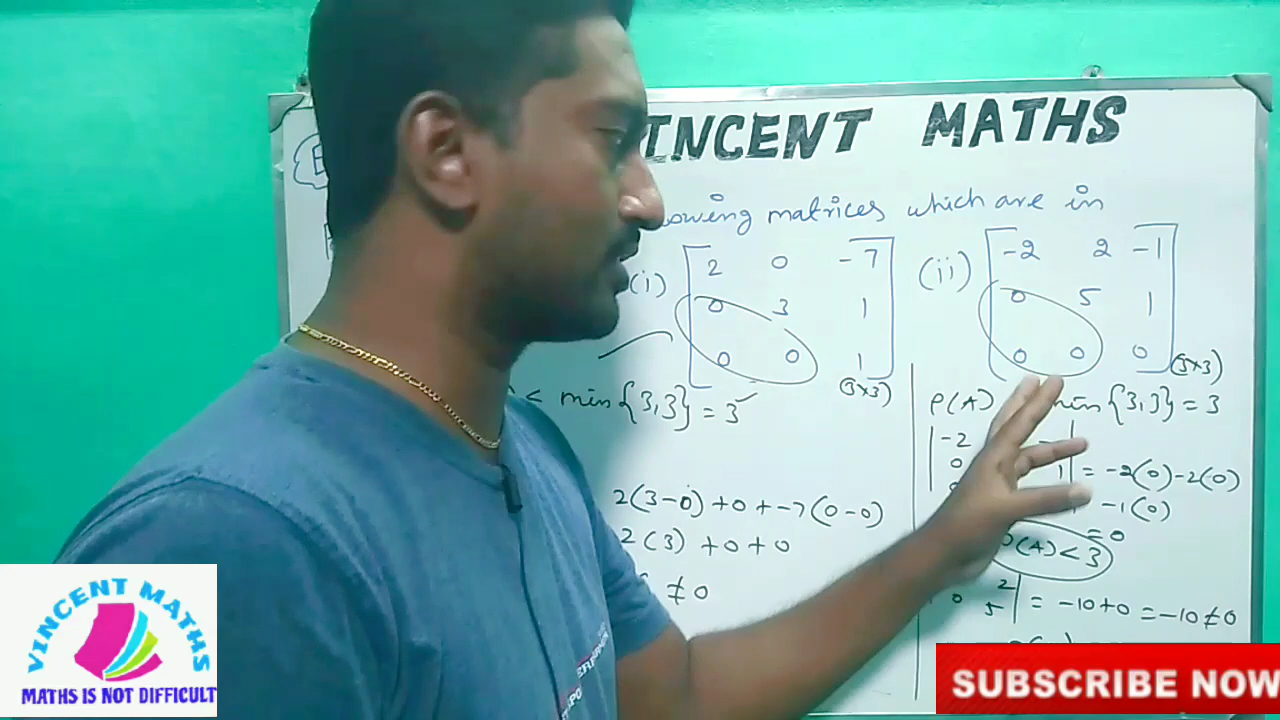 VINCENT MATHS
owing matrices which are in
(i) 2 0 -7
0 3 1
0 0 1 (3×3)
< min{3,3} = 3 ✓
2(3-0)+0+-7(0-0)
2(3)+0+0
≠ 0
(ii) -2 2 -1
0 5 1
0 0 0 (3×3)
ρ(A) min{3,3} = 3
|-2
0 1 | = -2(0)-2(0)
-1(0)
= 0
ρ(A) < 3
2
0 5 | = -10+0 = -10 ≠ 0
VINCENT MATHS
MATHS IS NOT DIFFICULT
SUBSCRIBE NOW